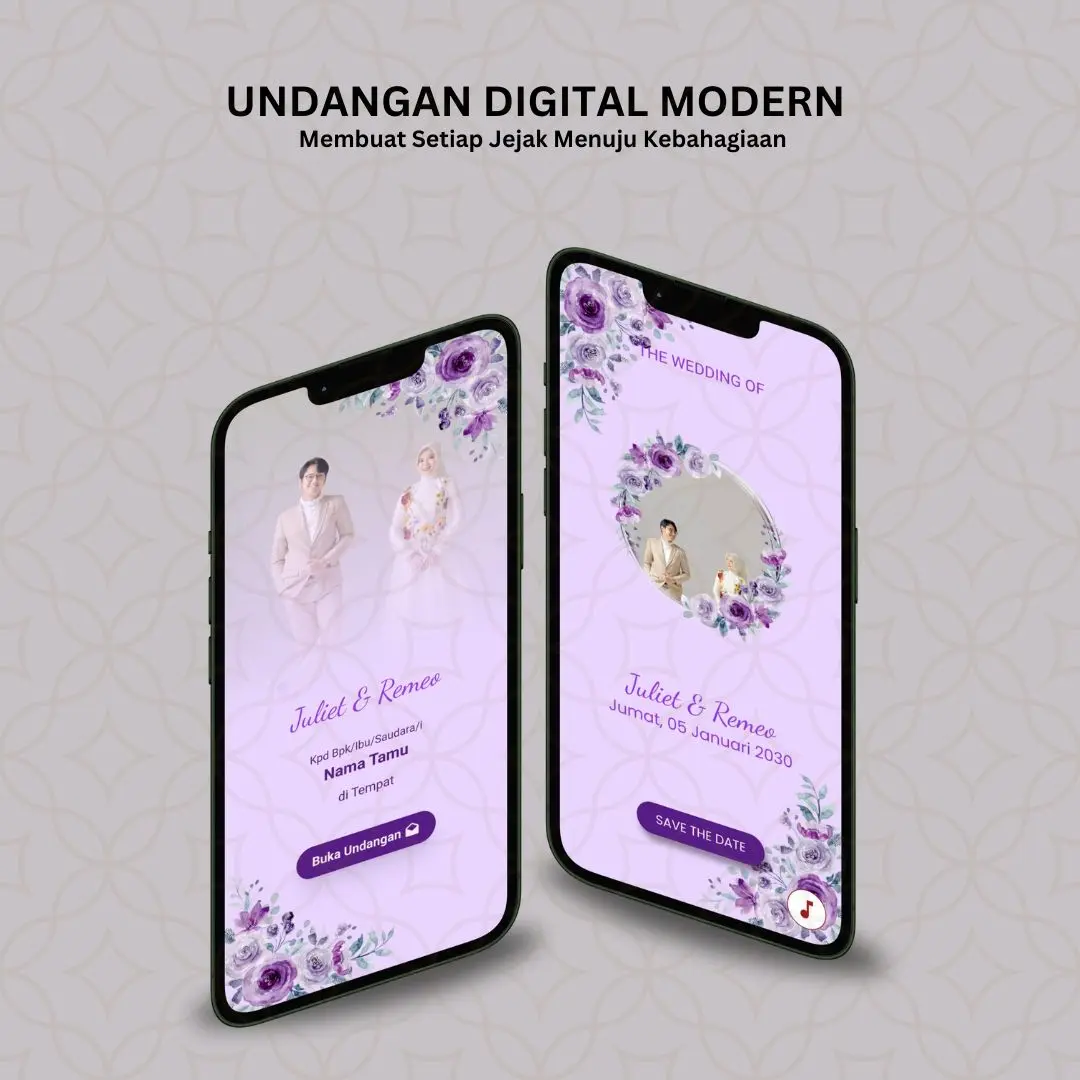 UNDANGAN DIGITAL MODERN
Membuat Setiap Jejak Menuju Kebahagiaan
Juliet & Remeo
Kpd Bpk/Ibu/Saudara/i
Nama Tamu
di Tempat
Buka Undangan
THE WEDDING OF
Juliet & Remeo
Jumat, 05 Januari 2030
SAVE THE DATE